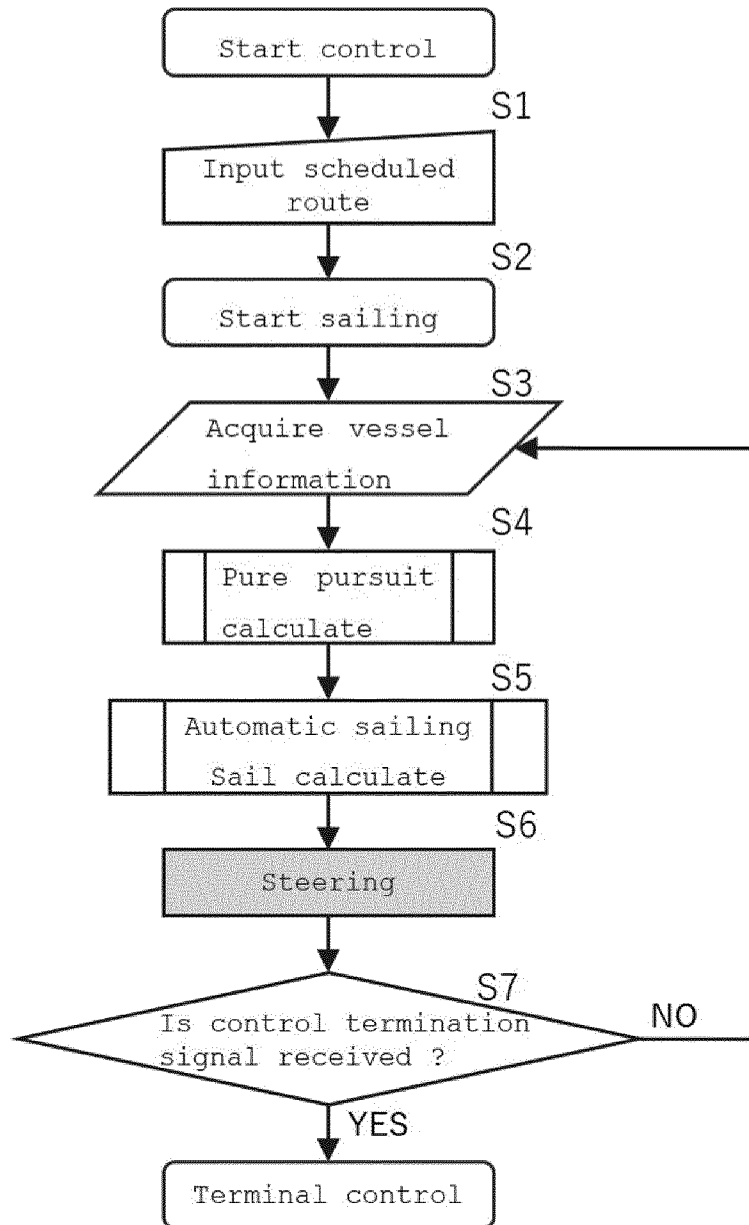 Start control
S1
Input scheduled
route
S2
Start sailing
S3
Acquire vessel
information
S4
Pure pursuit
calculate
S5
Automatic sailing
Sail calculate
S6
Steering
S7
Is control termination
signal received ?
NO
YES
Terminal control